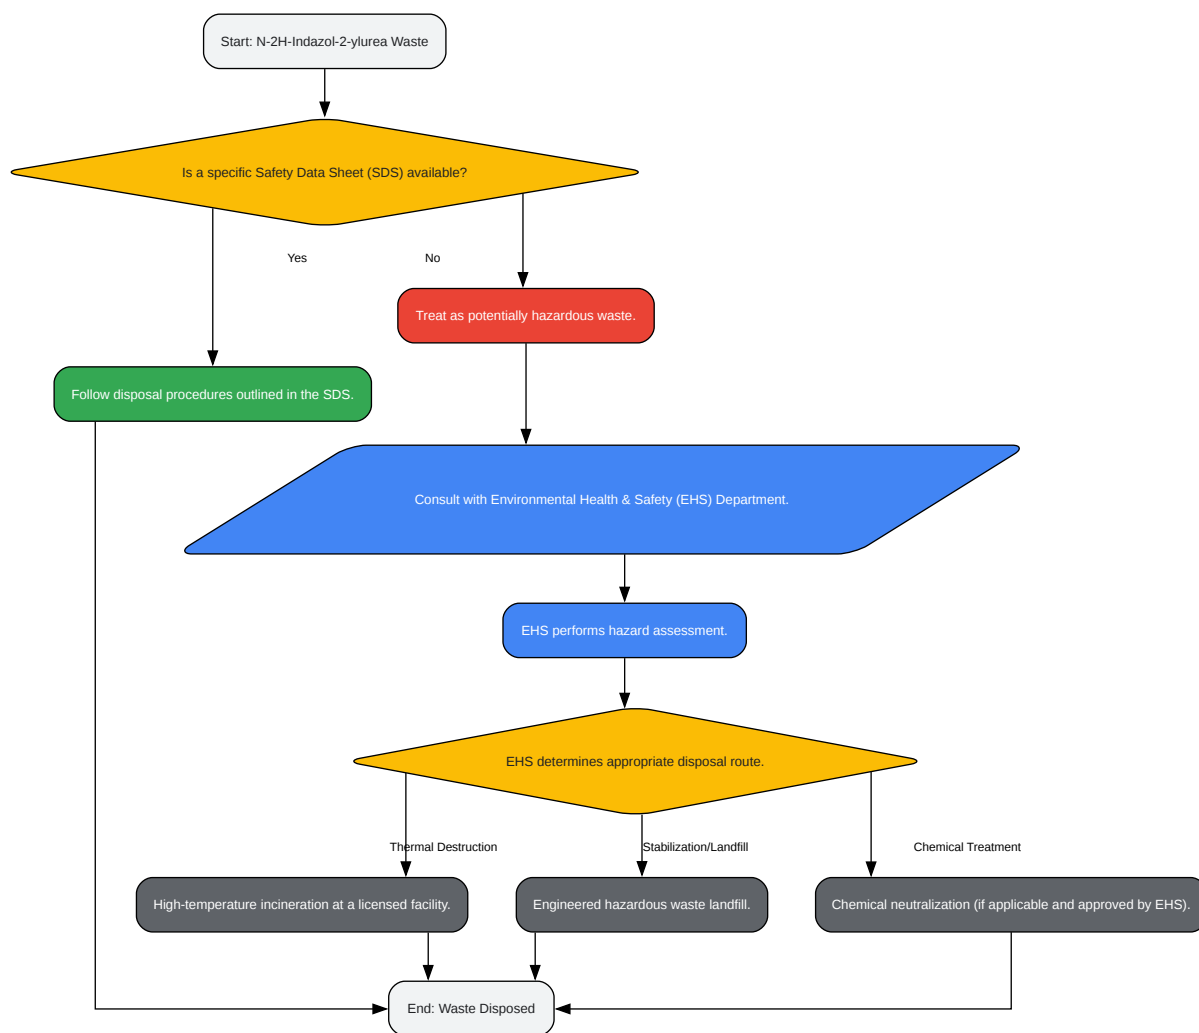 Start: N-2H-Indazol-2-ylurea Waste
Is a specific Safety Data Sheet (SDS) available?
Yes
No
Treat as potentially hazardous waste.
Follow disposal procedures outlined in the SDS.
Consult with Environmental Health & Safety (EHS) Department.
EHS performs hazard assessment.
EHS determines appropriate disposal route.
Thermal Destruction
Stabilization/Landfill
Chemical Treatment
High-temperature incineration at a licensed facility.
Engineered hazardous waste landfill.
Chemical neutralization (if applicable and approved by EHS).
End: Waste Disposed